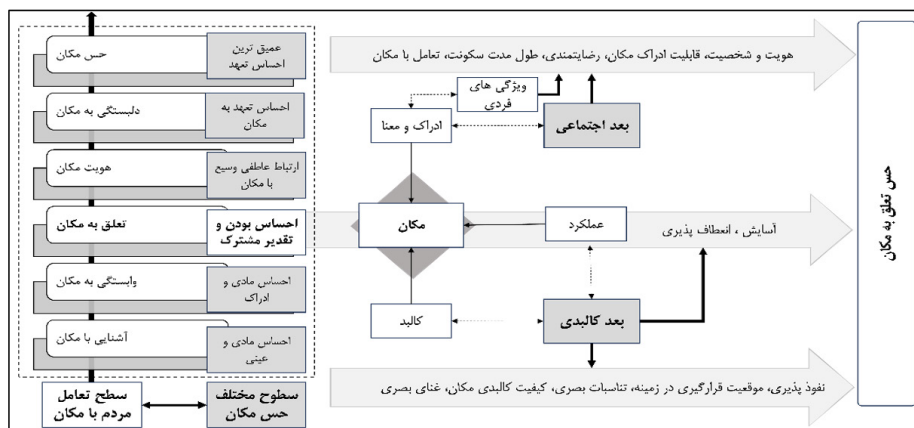 حس مکان
عمیق ترین
احساس تعهد
دلبستگی به مکان
احساس تعهد به
مکان
هویت مکان
ارتباط عاطفی وسیع
با مکان
تعلق به مکان
احساس بودن و
تقدیر مشترک
وابستگی به مکان
احساس مادی و
ادراک
آشنایی با مکان
احساس مادی و
عینی
سطح تعامل
مردم با مکان
سطوح مختلف
حس مکان
هویت و شخصیت، قابلیت ادراک مکان، رضایتمندی، طول مدت سکونت، تعامل با مکان
ویژگی های
فردی
ادراک و معنا
بعد اجتماعی
مکان
عملکرد
آسایش ، انعطاف پذیری
کالبد
بعد کالبدی
نفوذ پذیری، موقعیت قرارگیری در زمینه، تناسبات بصری، کیفیت کالبدی مکان، غنای بصری
حس تعلق به مکان